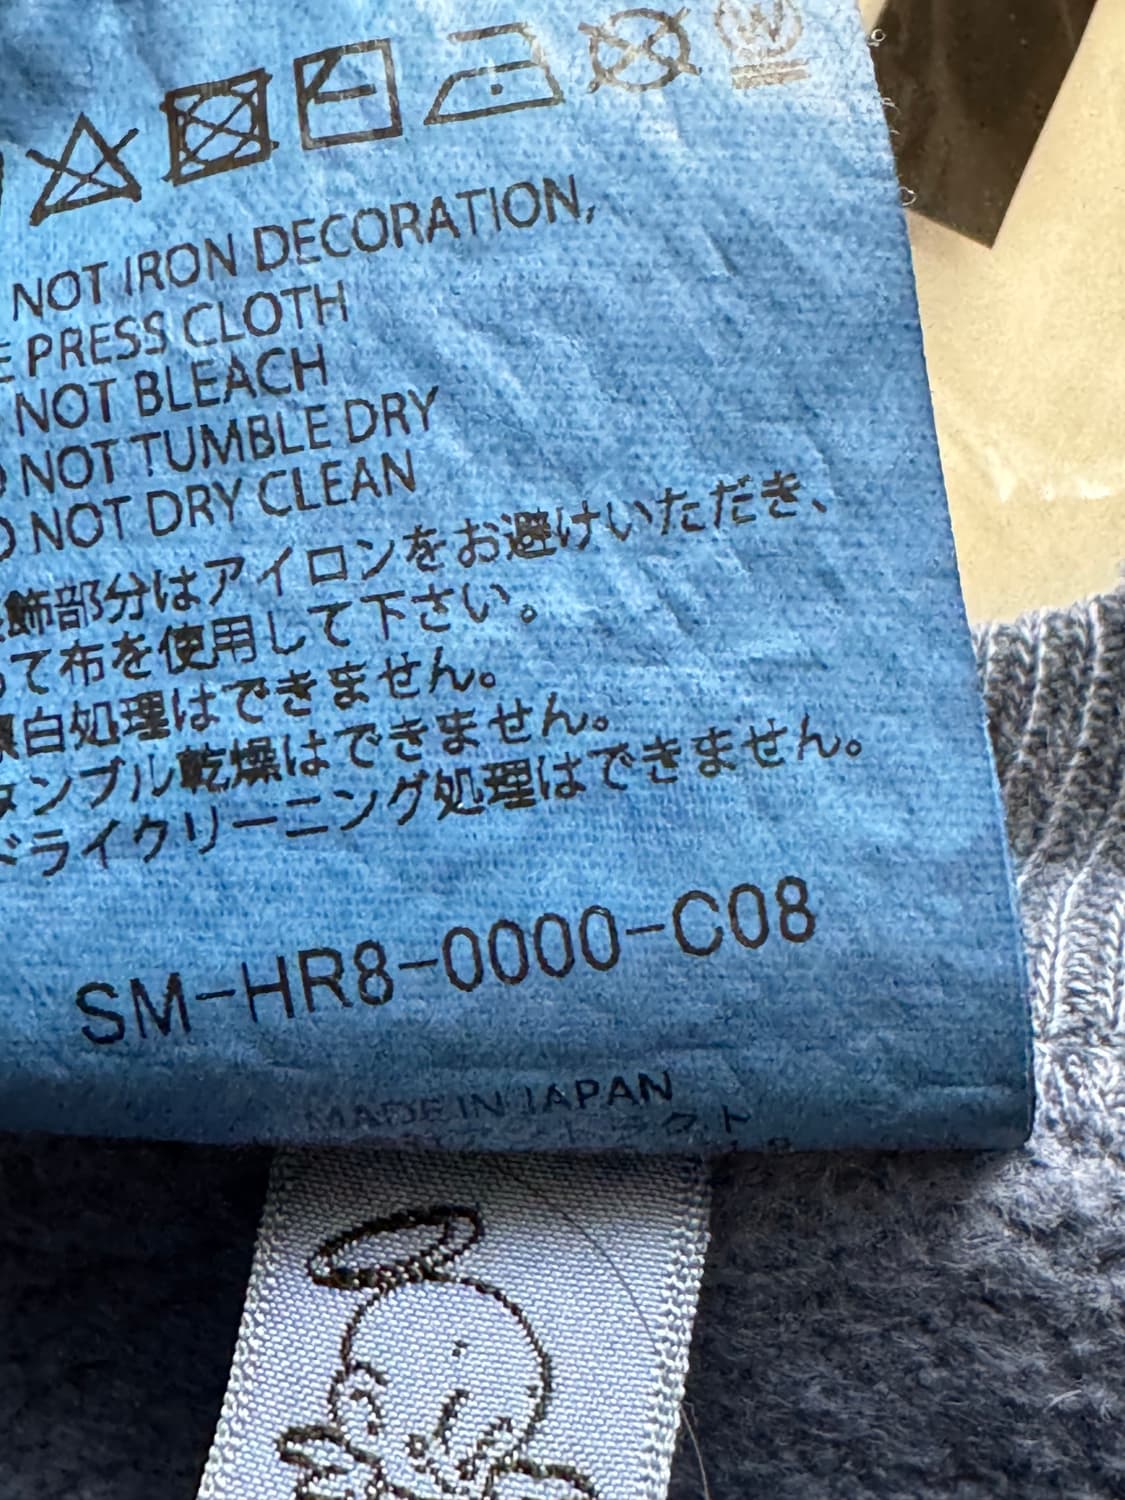 W
NOT IRON DECORATION,
PRESS CLOTH
NOT BLEACH
NOT TUMBLE DRY
NOT DRY CLEAN
飾部分はアイロンをお避けいただき、
て布を使用して下さい。
白処理はできません。
ンブル乾燥はできません。
ドライクリーニング処理はできません。
SM-HR8-0000-C08
MADE IN JAPAN